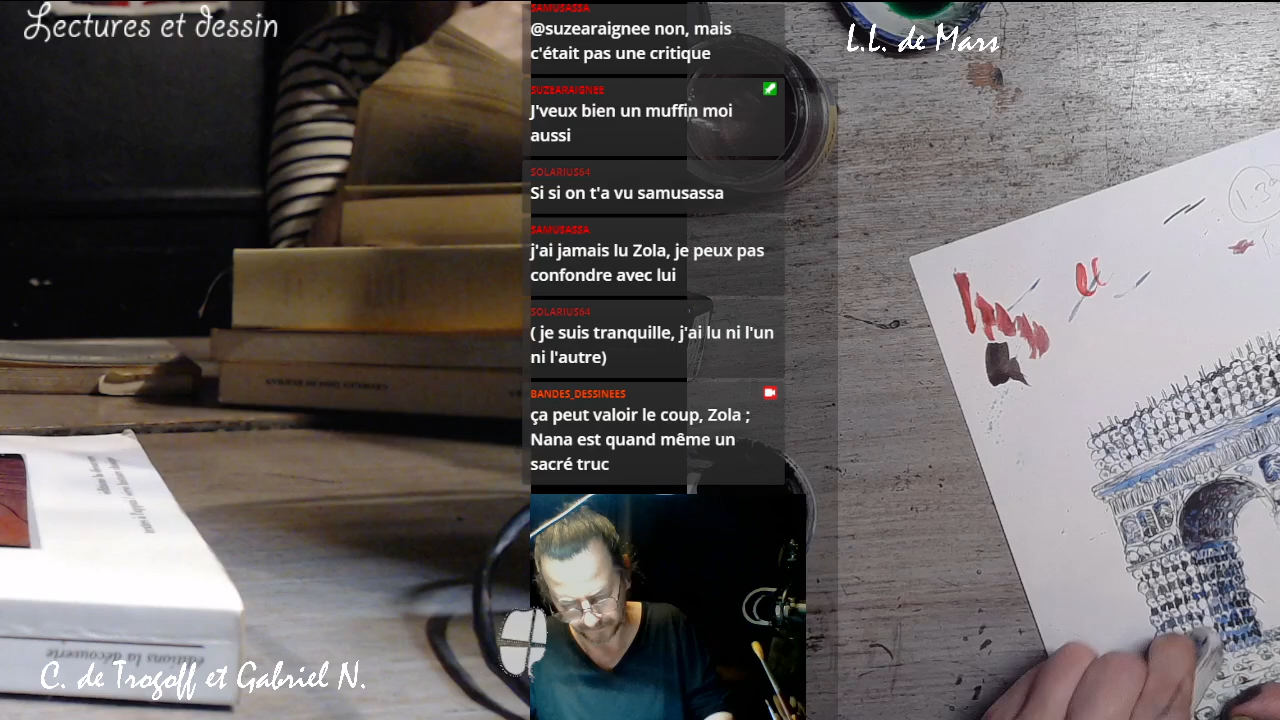 Lectures et dessin
L.L. de Mars
SAMUSASSA
@suzearaignee non, mais
c'était pas une critique
SUZEARAIGNEE
J'veux bien un muffin moi
aussi
SOLARIUS64
Si si on t'a vu samusassa
SAMUSASSA
j'ai jamais lu Zola, je peux pas
confondre avec lui
SOLARIUS64
( je suis tranquille, j'ai lu ni l'un
ni l'autre)
BANDES_DESSINEES
ça peut valoir le coup, Zola ;
Nana est quand même un
sacré truc
éditions la découverte
C. de Trogoff et Gabriel N.